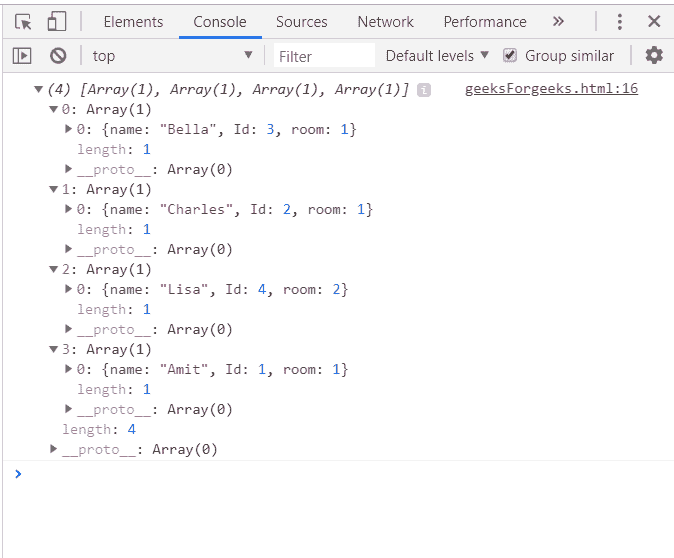 Elements Console Sources Network Performance »
top Filter Default levels Group similar
(4) [Array(1), Array(1), Array(1), Array(1)] i geeksForgeeks.html:16
0: Array(1)
0: {name: "Bella", Id: 3, room: 1}
length: 1
__proto__: Array(0)
1: Array(1)
0: {name: "Charles", Id: 2, room: 1}
length: 1
__proto__: Array(0)
2: Array(1)
0: {name: "Lisa", Id: 4, room: 2}
length: 1
__proto__: Array(0)
3: Array(1)
0: {name: "Amit", Id: 1, room: 1}
length: 1
__proto__: Array(0)
length: 4
__proto__: Array(0)